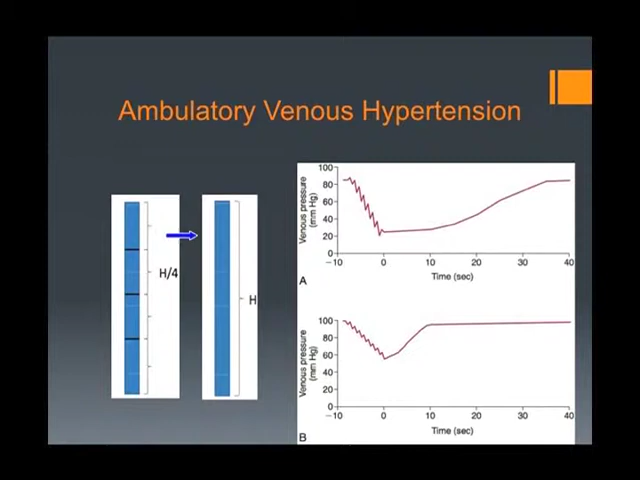 Ambulatory Venous Hypertension
H/4
H
Venous pressure
(mm Hg)
100
80
60
40
20
0
−10
0
10
20
25
40
Time (sec)
A
Venous pressure
(mm Hg)
100
80
60
40
20
0
−10
0
10
20
25
40
Time (sec)
B